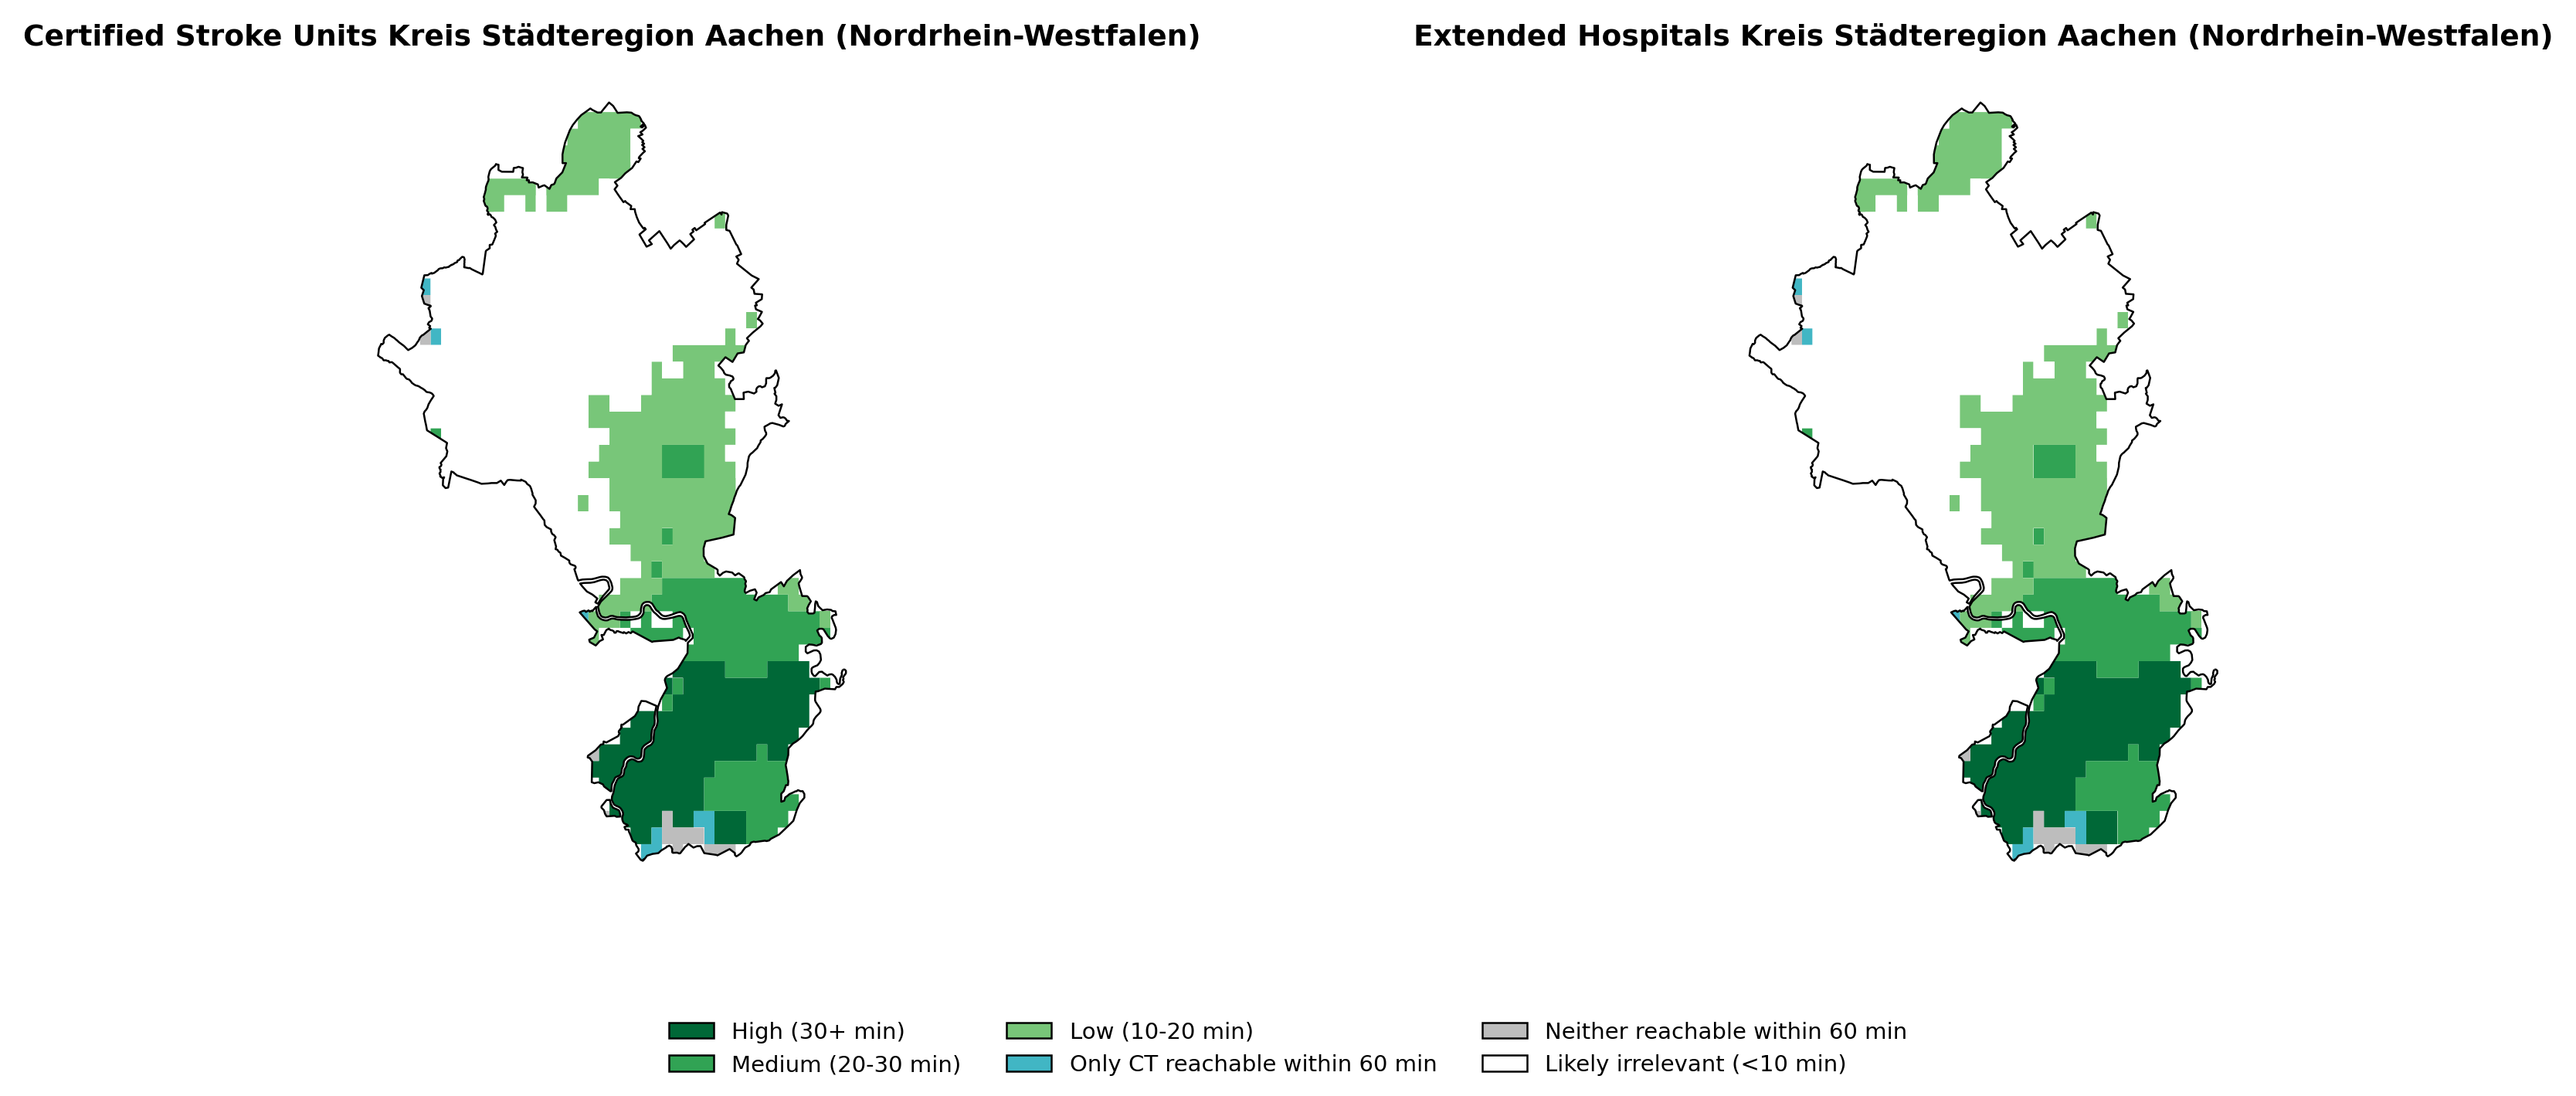 Certified Stroke Units Kreis Städteregion Aachen (Nordrhein-Westfalen)
Extended Hospitals Kreis Städteregion Aachen (Nordrhein-Westfalen)
High (30+ min)
Medium (20-30 min)
Low (10-20 min)
Only CT reachable within 60 min
Neither reachable within 60 min
Likely irrelevant (<10 min)